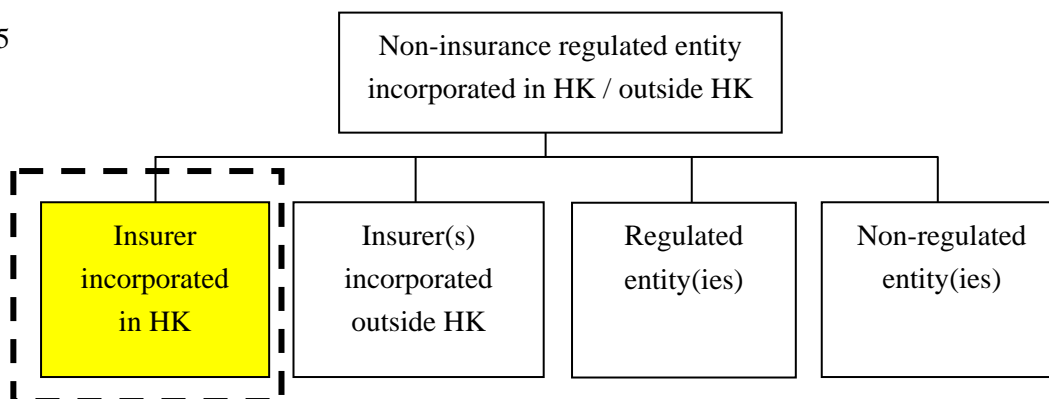 5
Non-insurance regulated entity
incorporated in HK / outside HK
Insurer
incorporated
in HK
Insurer(s)
incorporated
outside HK
Regulated
entity(ies)
Non-regulated
entity(ies)